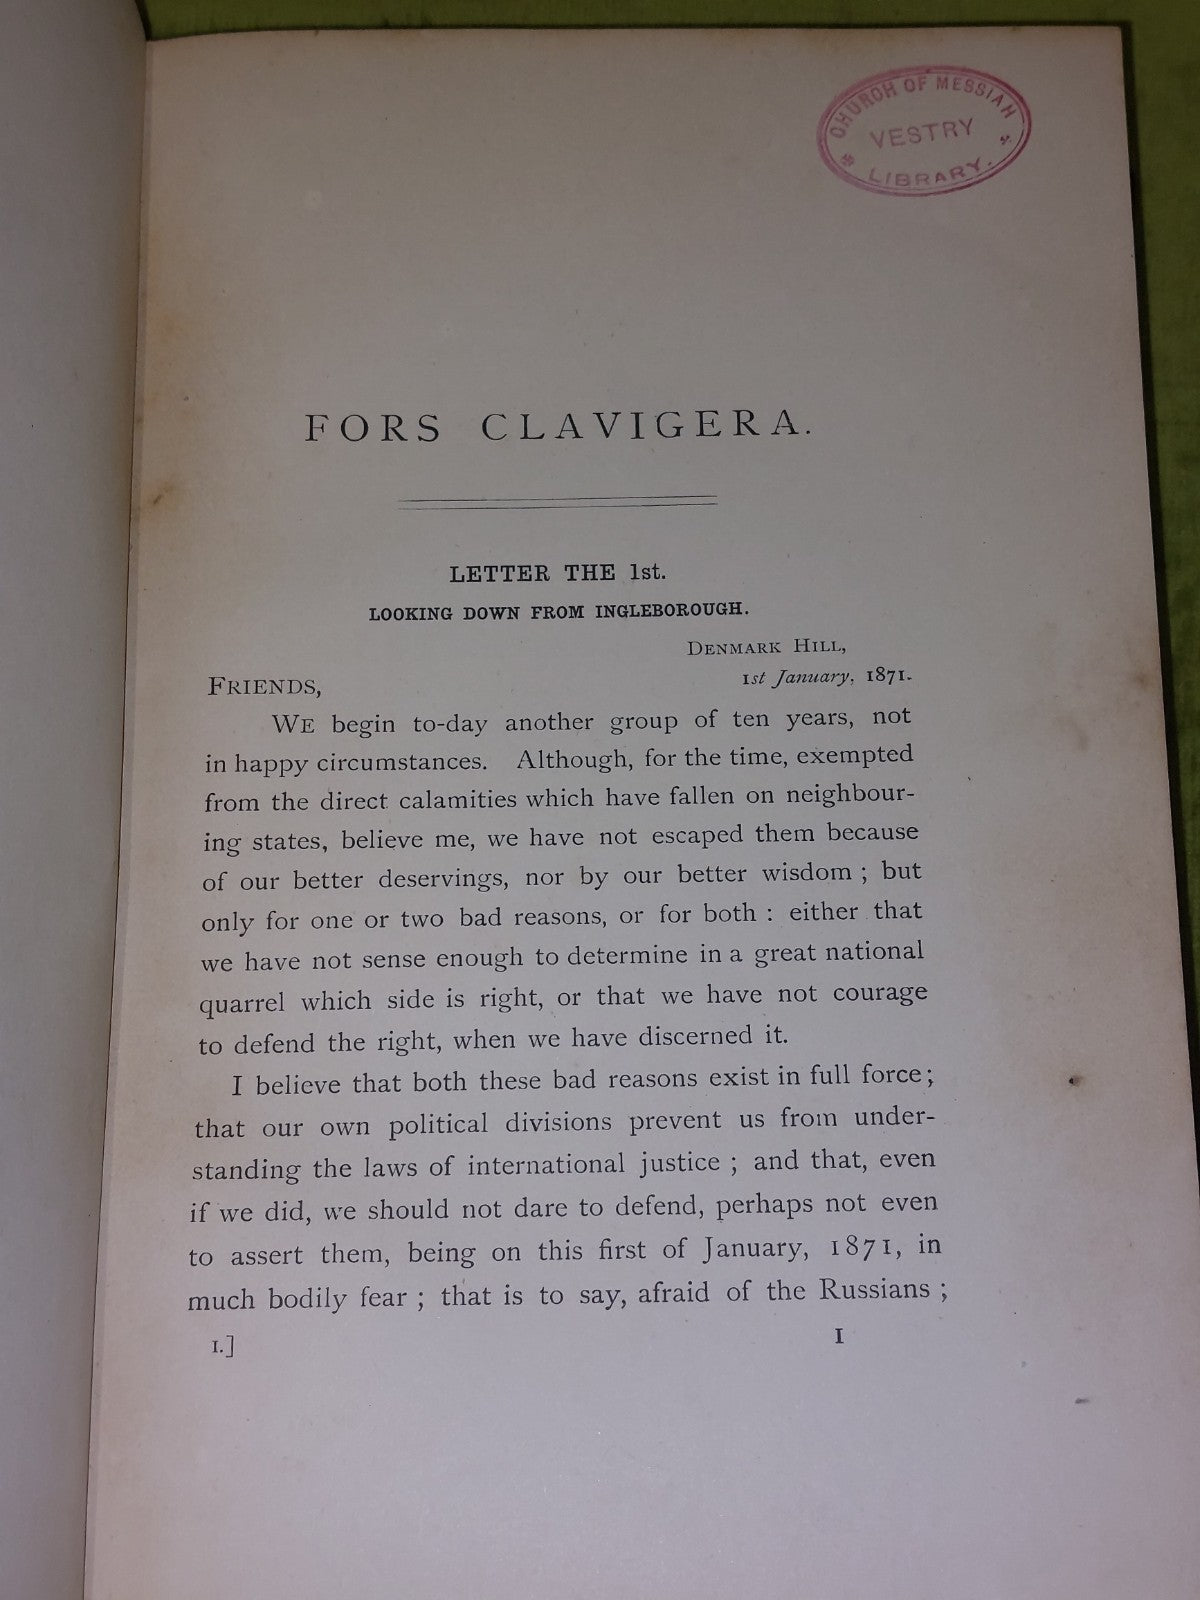 CHURCH OF MESSIAH
VESTRY
LIBRARY.
FORS CLAVIGERA.
LETTER THE 1st.
LOOKING DOWN FROM INGLEBOROUGH.
DENMARK HILL,
1st January, 1871.
FRIENDS,
WE begin to-day another group of ten years, not
in happy circumstances. Although, for the time, exempted
from the direct calamities which have fallen on neighbour-
ing states, believe me, we have not escaped them because
of our better deservings, nor by our better wisdom ; but
only for one or two bad reasons, or for both : either that
we have not sense enough to determine in a great national
quarrel which side is right, or that we have not courage
to defend the right, when we have discerned it.
I believe that both these bad reasons exist in full force ;
that our own political divisions prevent us from under-
standing the laws of international justice ; and that, even
if we did, we should not dare to defend, perhaps not even
to assert them, being on this first of January, 1871, in
much bodily fear ; that is to say, afraid of the Russians ;
I.] 1